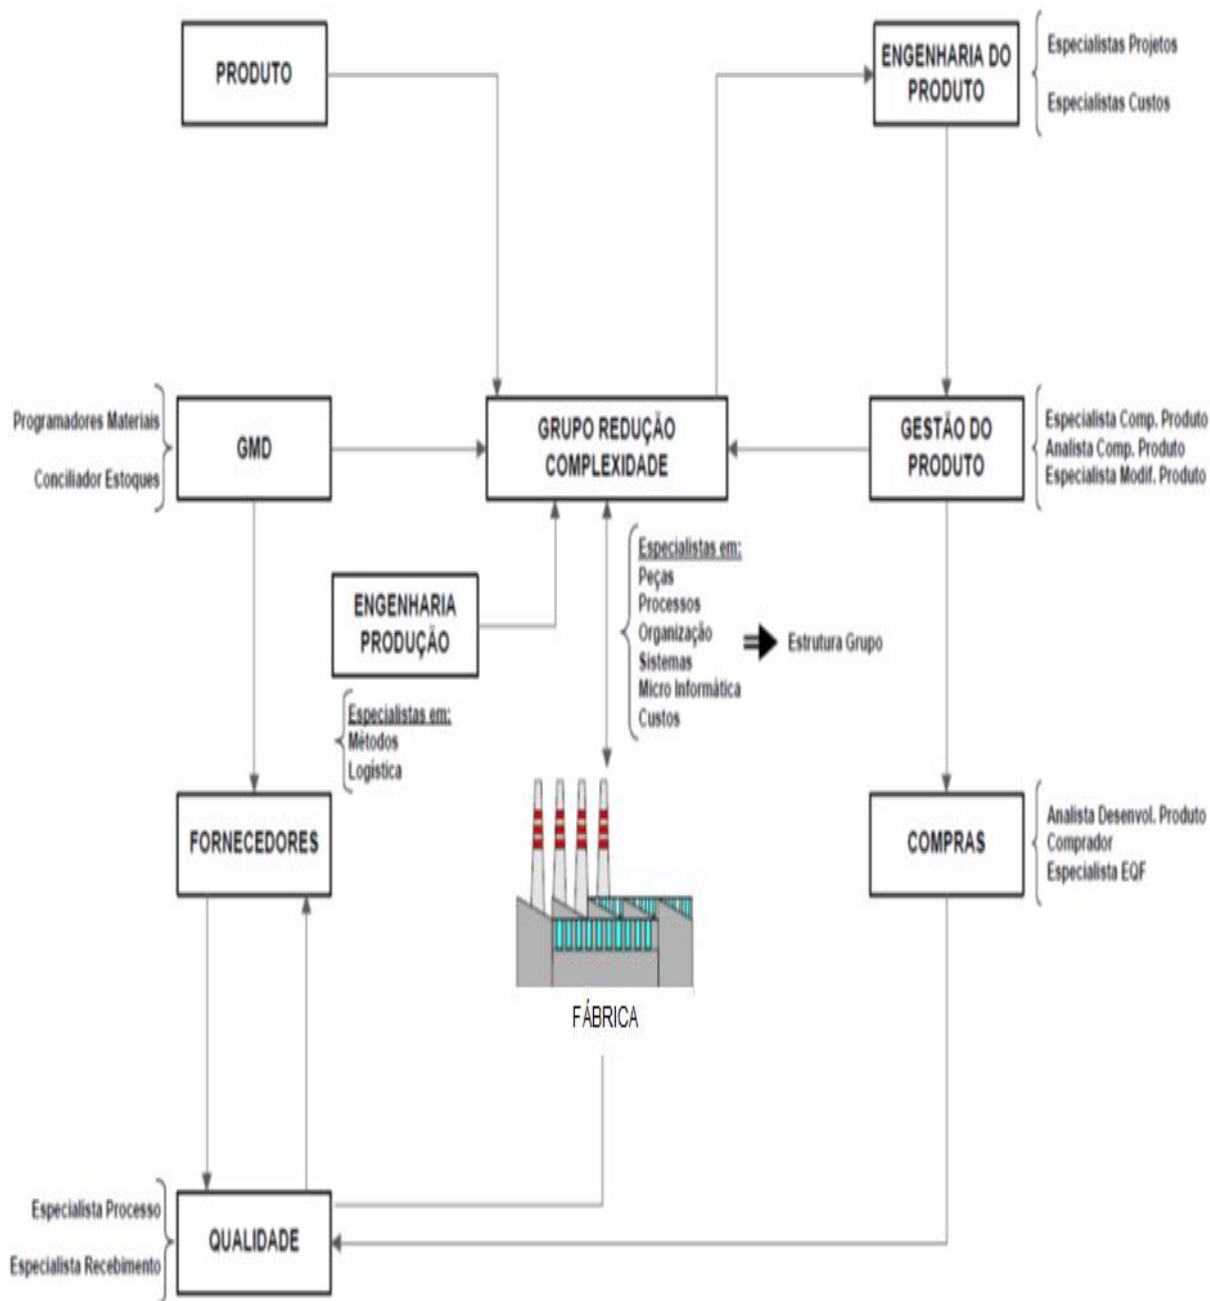 PRODUTO
ENGENHARIA DO
PRODUTO
Especialistas Projetos
Especialistas Custos
Programadores Materiais
Conciliador Estoques
GMD
GRUPO REDUÇÃO
COMPLEXIDADE
GESTÃO DO
PRODUTO
Especialista Comp. Produto
Analista Comp. Produto
Especialista Modif. Produto
ENGENHARIA
PRODUÇÃO
Especialistas em:
Métodos
Logística
Especialistas em:
Peças
Processos
Organização
Sistemas
Micro Informática
Custos
Estrutura Grupo
FORNECEDORES
FÁBRICA
COMPRAS
Analista Desenvol. Produto
Comprador
Especialista EQF
Especialista Processo
Especialista Recebimento
QUALIDADE